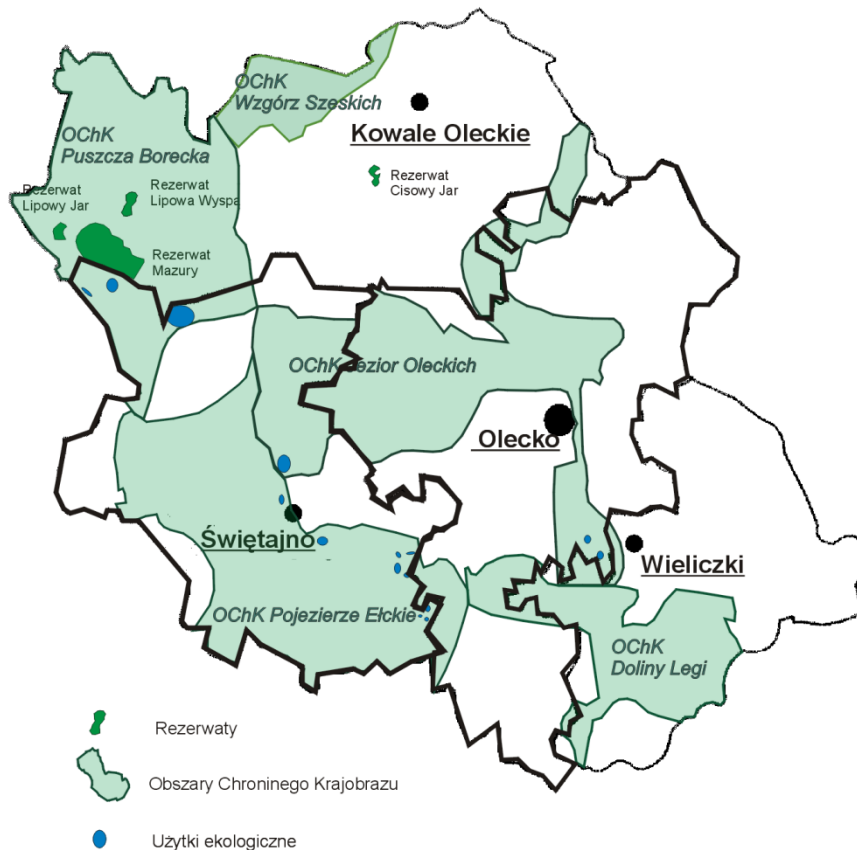 OChK
Wzgórz Szeskich
Kowale Oleckie
OChK
Puszcza Borecka
Rezerwat
Cisowy Jar
Rezerwat
Lipowy Jar
Rezerwat
Lipowa Wyspa
Rezerwat
Mazury
OChK Jezior Oleckich
Olecko
Świętajno
Wieliczki
OChK Pojezierze Ełckie
OChK
Doliny Legi
Rezerwaty
Obszary Chroninego Krajobrazu
Użytki ekologiczne